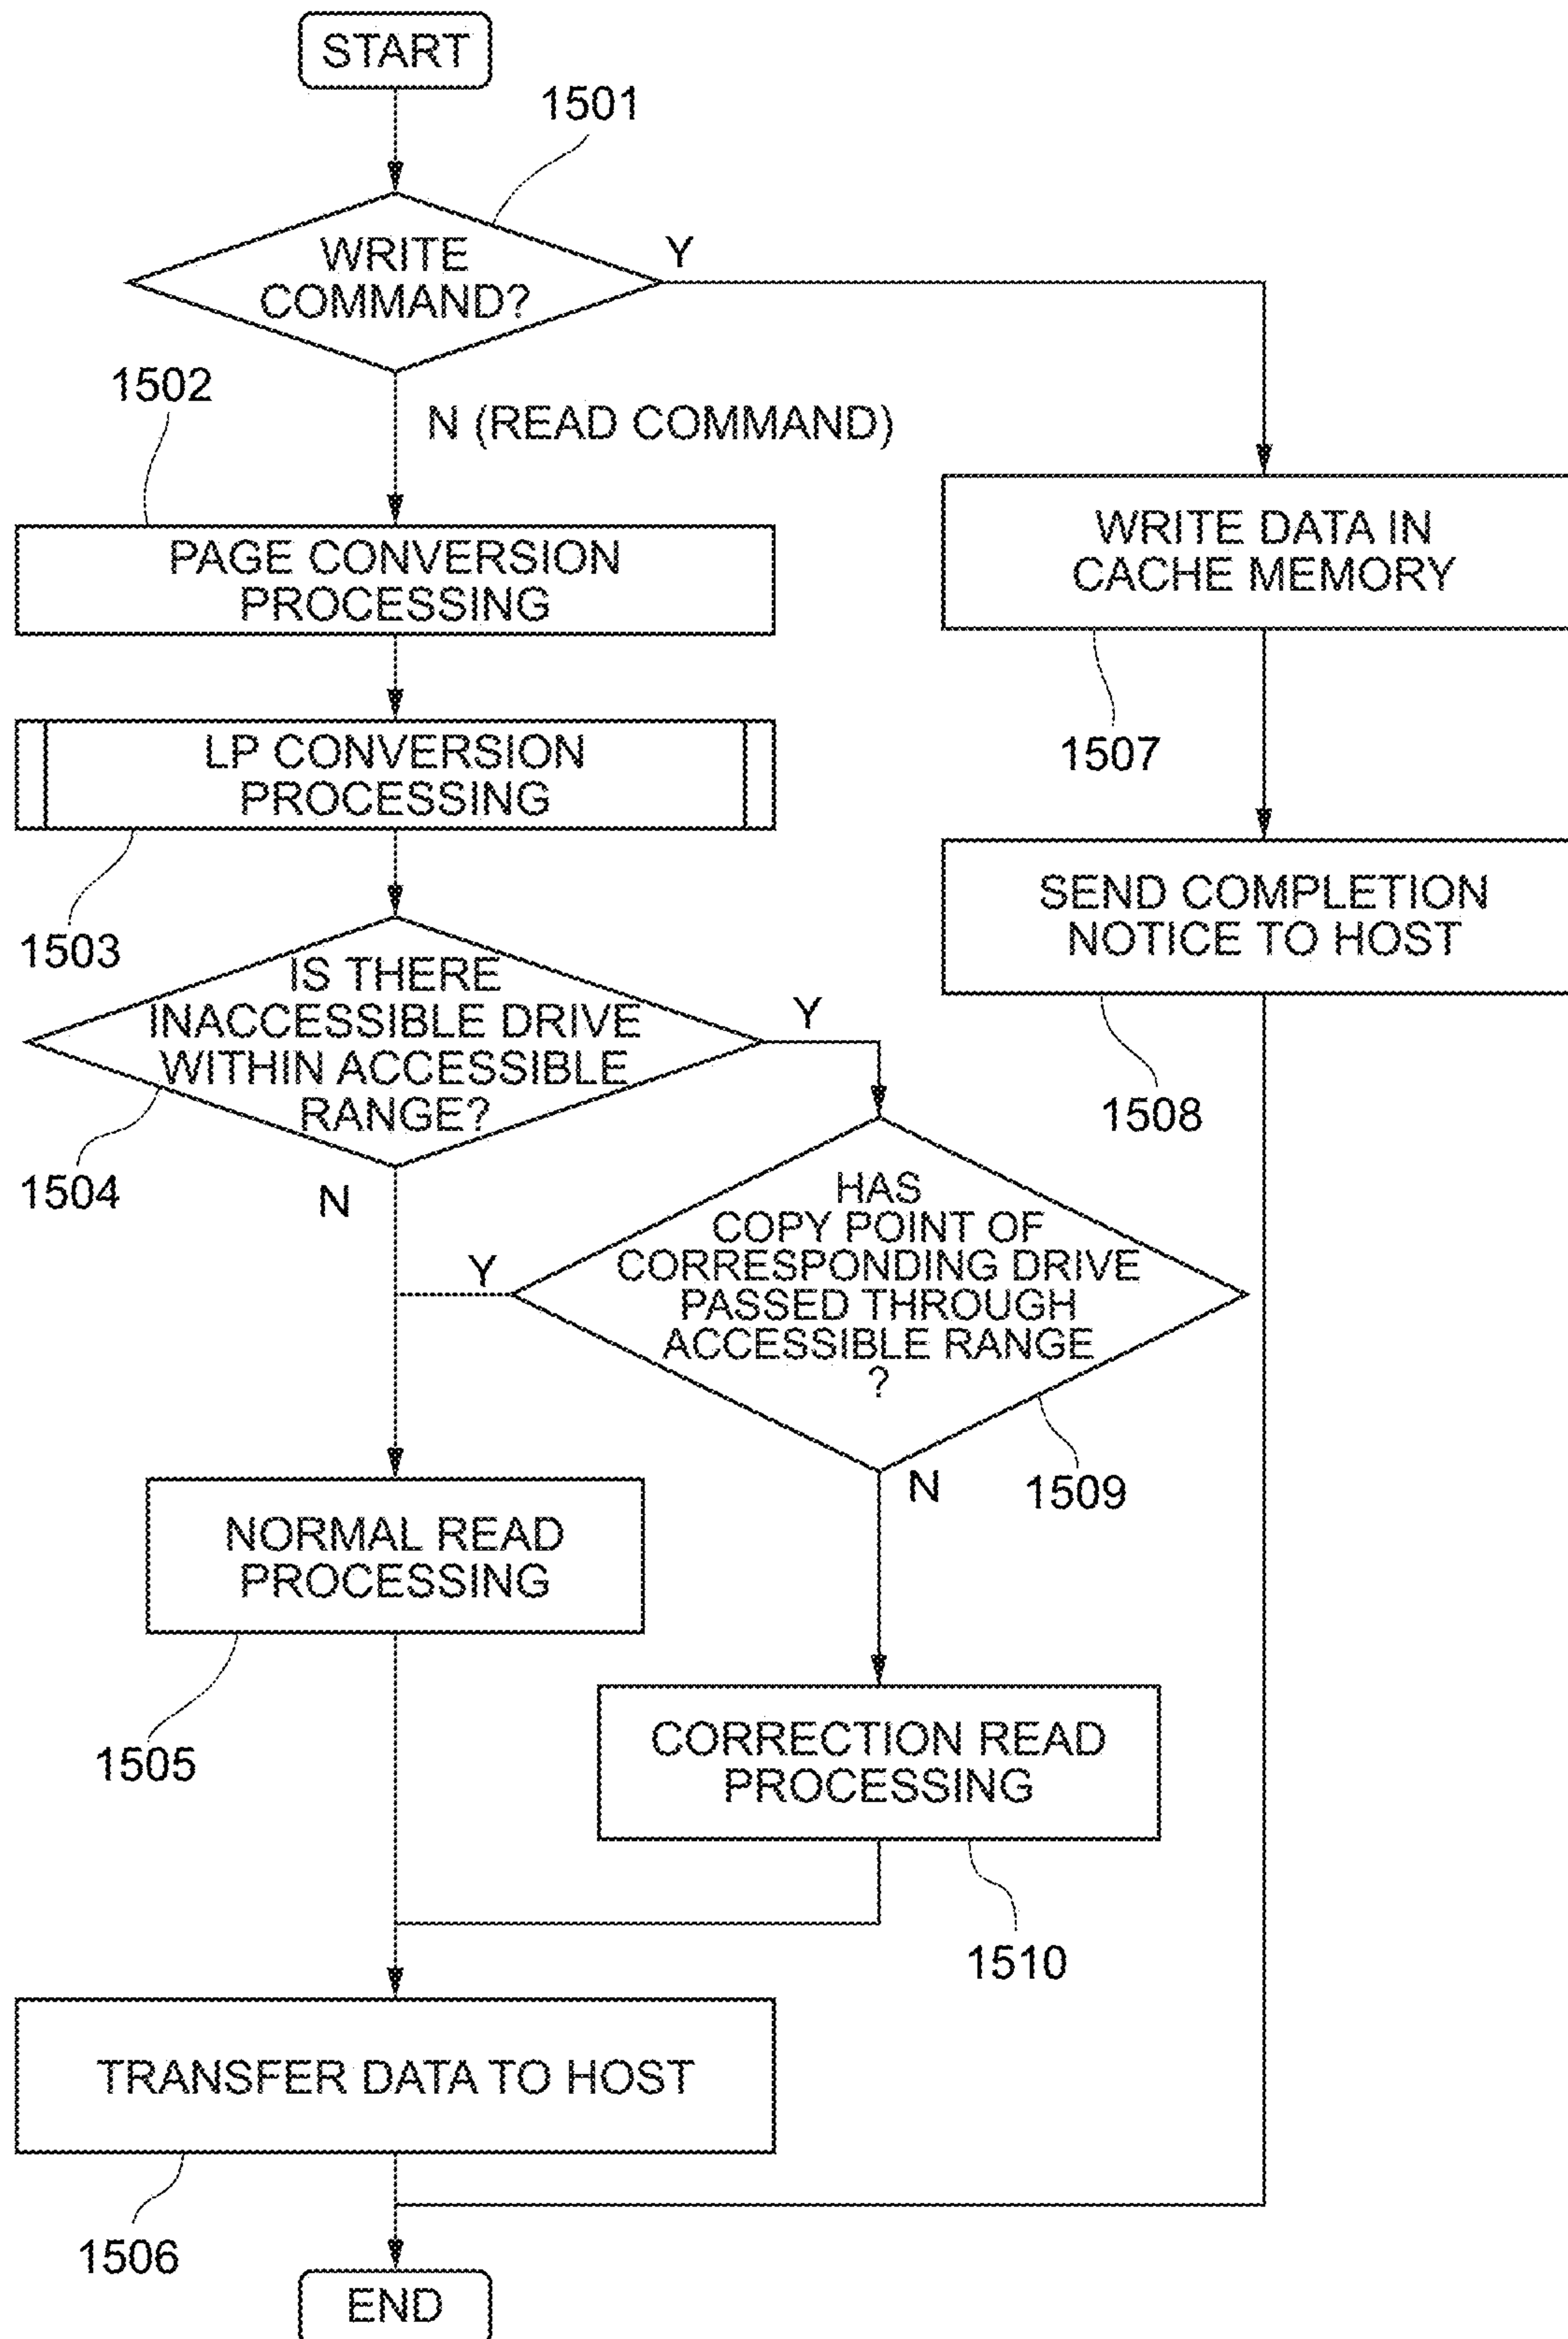 START
1501
WRITE
COMMAND?
Y
1502
N (READ COMMAND)
PAGE CONVERSION
PROCESSING
WRITE DATA IN
CACHE MEMORY
1507
LP CONVERSION
PROCESSING
1503
SEND COMPLETION
NOTICE TO HOST
1508
IS THERE
INACCESSIBLE DRIVE
WITHIN ACCESSIBLE
RANGE?
Y
1504
N
HAS
COPY POINT OF
CORRESPONDING DRIVE
PASSED THROUGH
ACCESSIBLE RANGE
?
Y
N
1509
NORMAL READ
PROCESSING
1505
CORRECTION READ
PROCESSING
1510
TRANSFER DATA TO HOST
1506
END